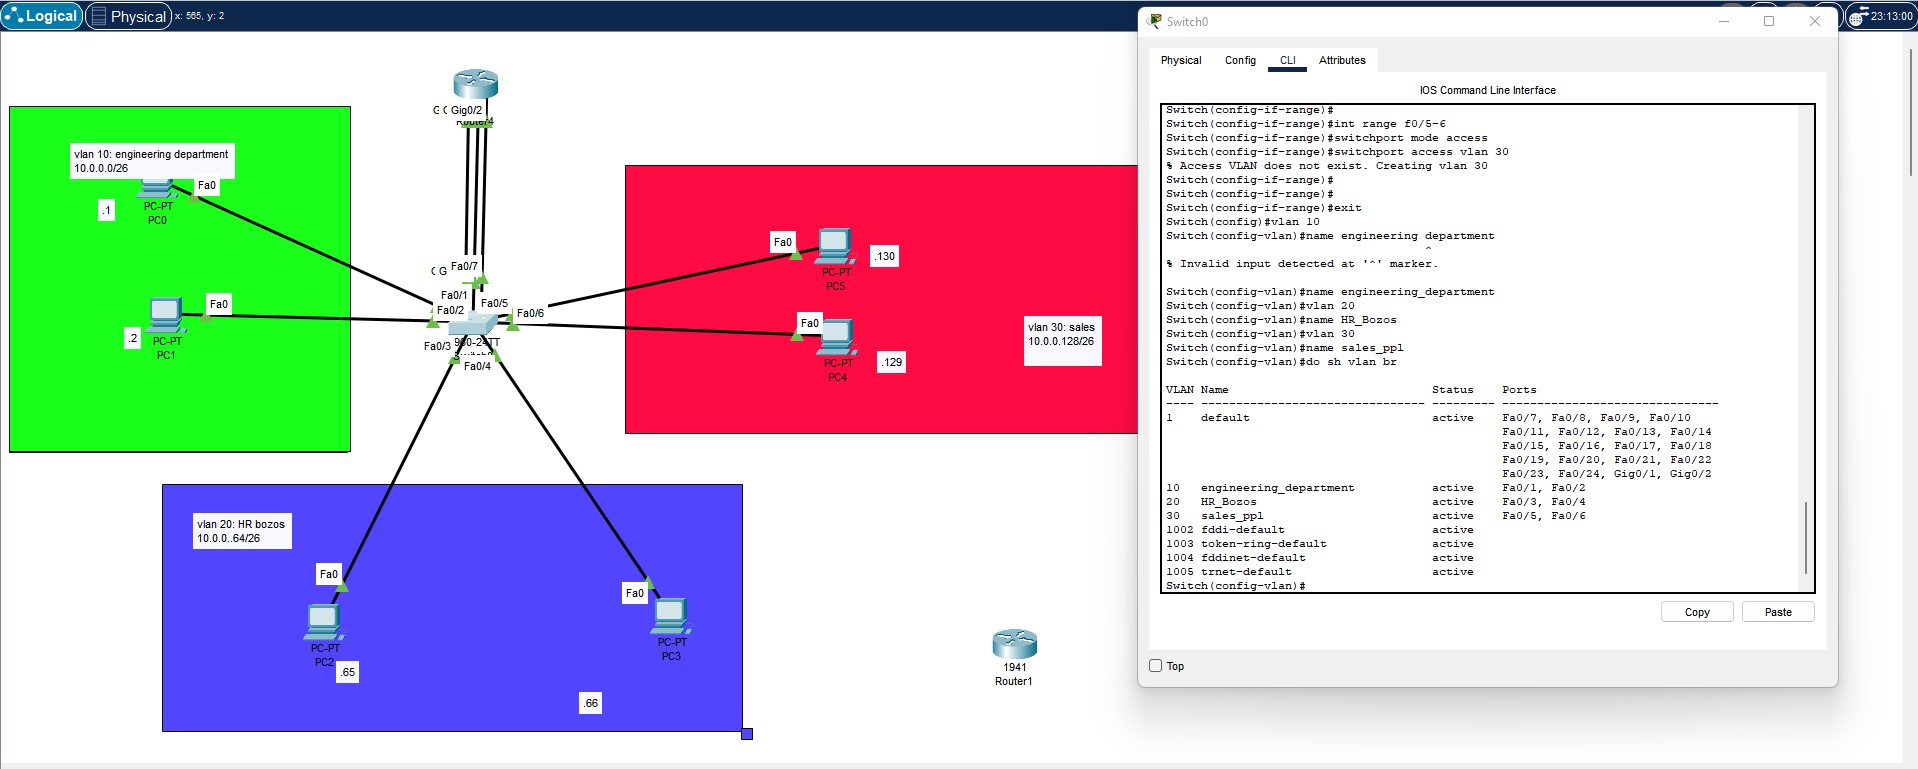 Logical
Physical
x: 565, y: 2
23:13:00
Gig0/2
vlan 10: engineering department
10.0.0.0/26
Fa0
.1
PC-PT
PC0
Fa0
.2
PC-PT
PC1
G
Fa0/7
Fa0/1
Fa0/2
Fa0/5
Fa0/6
Fa0/3
Fa0/4
Fa0
.130
PC-PT
PC5
Fa0
.129
PC-PT
PC4
vlan 30: sales
10.0.0.128/26
vlan 20: HR bozos
10.0.0..64/26
Fa0
PC-PT
PC2
.65
Fa0
PC-PT
PC3
.66
1941
Router1
Switch0
Physical
Config
CLI
Attributes
IOS Command Line Interface
Switch(config-if-range)#
Switch(config-if-range)#int range f0/5-6
Switch(config-if-range)#switchport mode access
Switch(config-if-range)#switchport access vlan 30
% Access VLAN does not exist. Creating vlan 30
Switch(config-if-range)#
Switch(config-if-range)#
Switch(config-if-range)#exit
Switch(config)#vlan 10
Switch(config-vlan)#name engineering department
^
% Invalid input detected at '^' marker.
Switch(config-vlan)#name engineering_department
Switch(config-vlan)#vlan 20
Switch(config-vlan)#name HR_Bozos
Switch(config-vlan)#vlan 30
Switch(config-vlan)#name sales_ppl
Switch(config-vlan)#do sh vlan br
VLAN Name Status Ports
---- -------------------------------- --------- -------------------------------
1 default active Fa0/7, Fa0/8, Fa0/9, Fa0/10
Fa0/11, Fa0/12, Fa0/13, Fa0/14
Fa0/15, Fa0/16, Fa0/17, Fa0/18
Fa0/19, Fa0/20, Fa0/21, Fa0/22
Fa0/23, Fa0/24, Gig0/1, Gig0/2
10 engineering_department active Fa0/1, Fa0/2
20 HR_Bozos active Fa0/3, Fa0/4
30 sales_ppl active Fa0/5, Fa0/6
1002 fddi-default active
1003 token-ring-default active
1004 fddinet-default active
1005 trnet-default active
Switch(config-vlan)#
Copy
Paste
Top